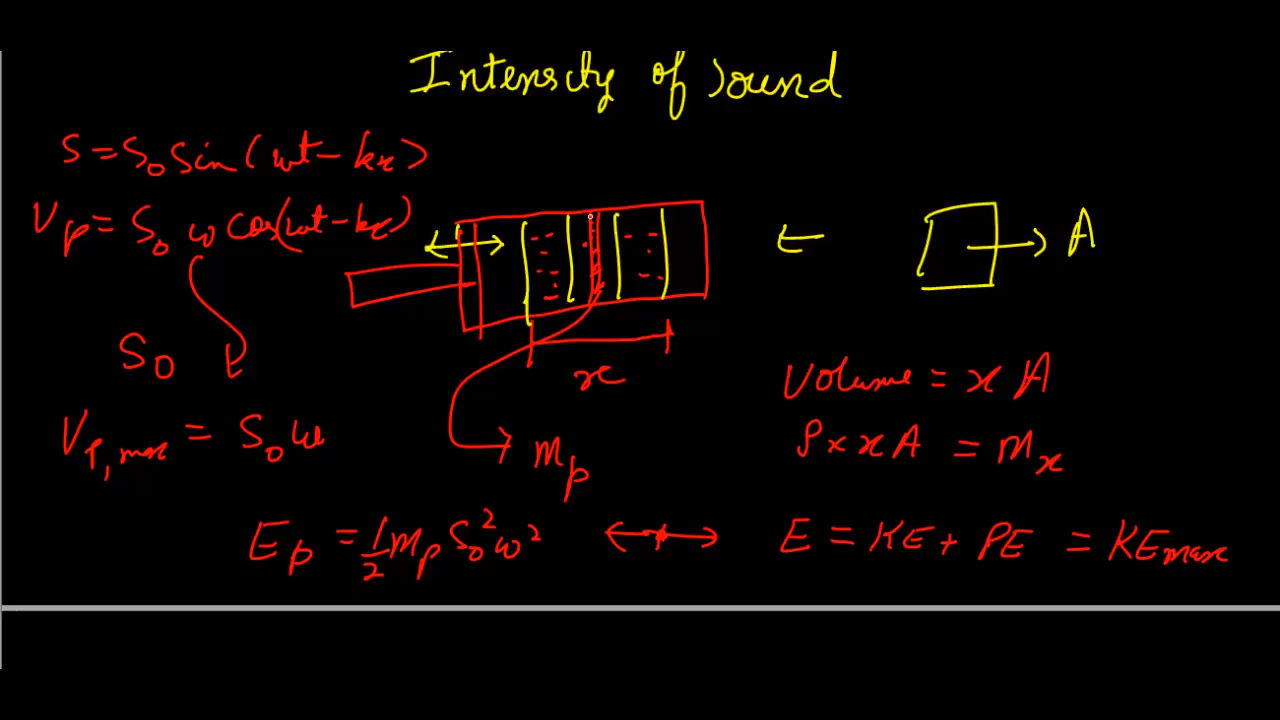 Intensity of Sound
S = S₀ sin(ωt - kx)
Vₚ = S₀ ω cos(ωt - kx)
A
S₀
x
Volume = x A
Vₚ,max = S₀ω
mₚ
ρ × x A = Mₓ
Eₚ = 1/2 mₚ S₀² ω²
E = KE + PE = KEmax